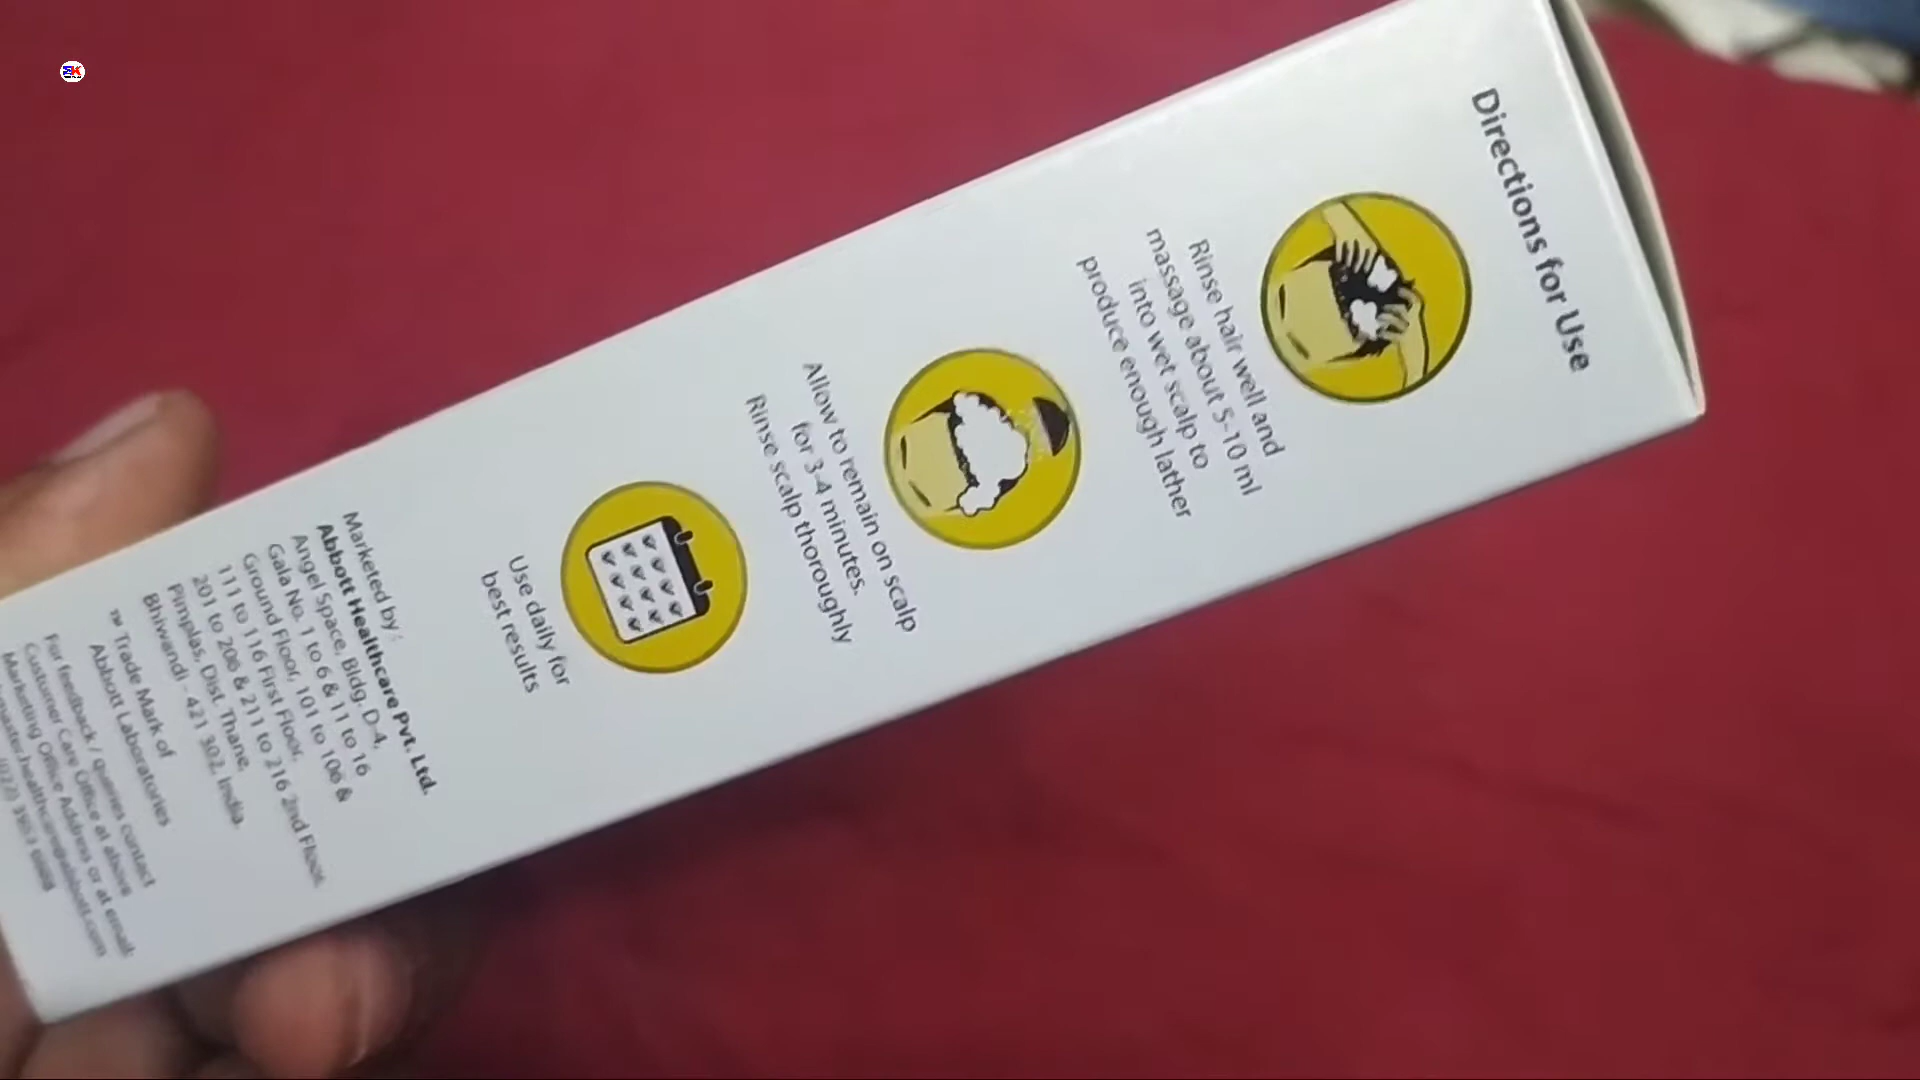 Directions for Use
Rinse hair well and
massage about 5-10 ml
into wet scalp to
produce enough lather
Allow to remain on scalp
for 3-4 minutes.
Rinse scalp thoroughly
Use daily for
best results
Marketed by:
Abbott Healthcare Pvt. Ltd.
Angel Space, Bldg. D-4,
Gala No. 1 to 6 & 11 to 16
Ground Floor, 101 to 106 &
111 to 116 First Floor,
201 to 206 & 211 to 216 2nd Floor,
Pimplas, Dist. Thane,
Bhiwandi - 421 302, India.
™ Trade Mark of
Abbott Laboratories
For feedback / queries contact
Customer Care Office at above
Marketing Office Address or at email: